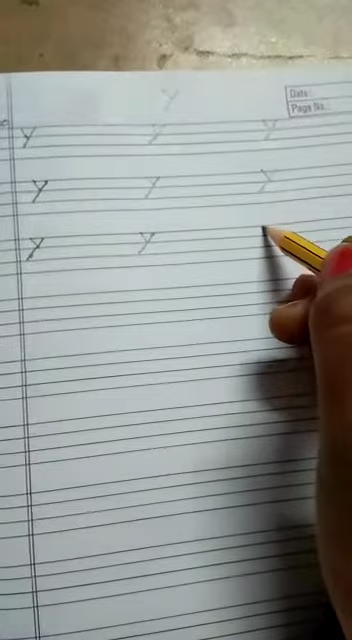 y
Date:
Page No.
y y y
y y y
y y